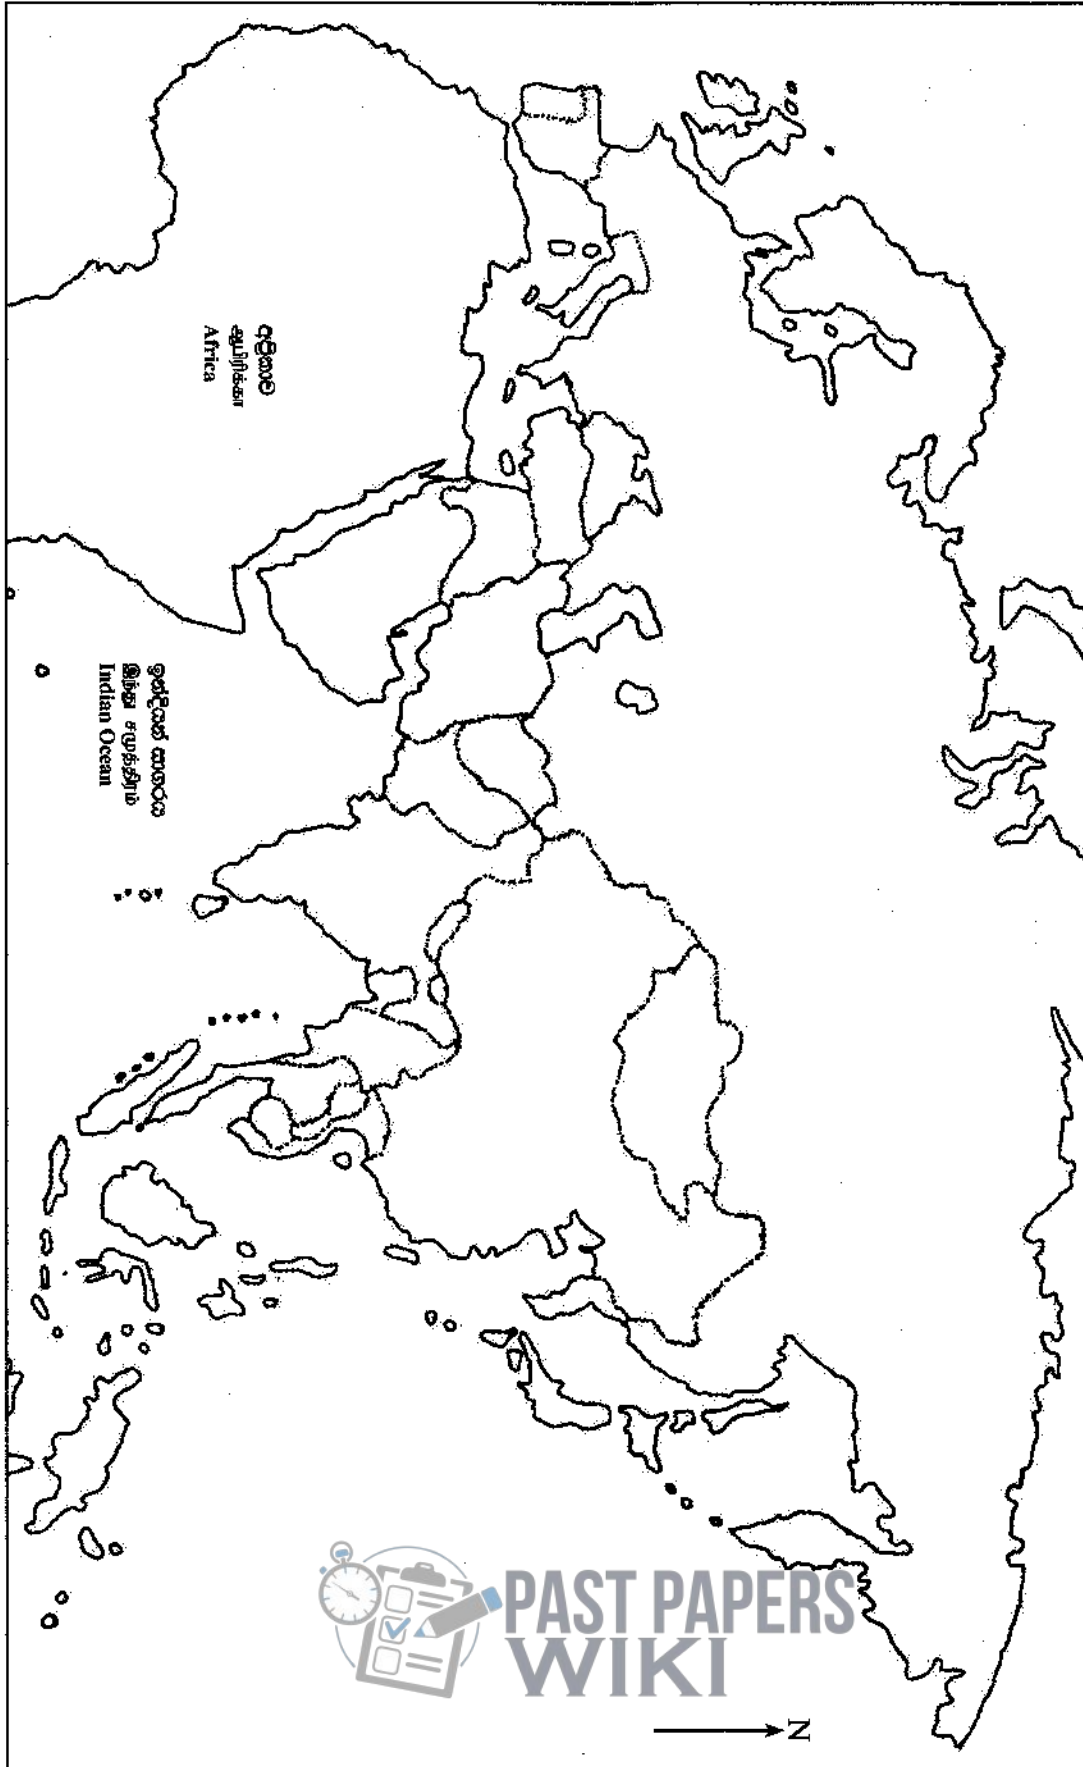 අප්‍රිකාව
ஆபிரிக்கா
Africa
ඉන්දියන් සාගරය
இந்து சமுத்திரம்
Indian Ocean
N
PAST PAPERS
WIKI